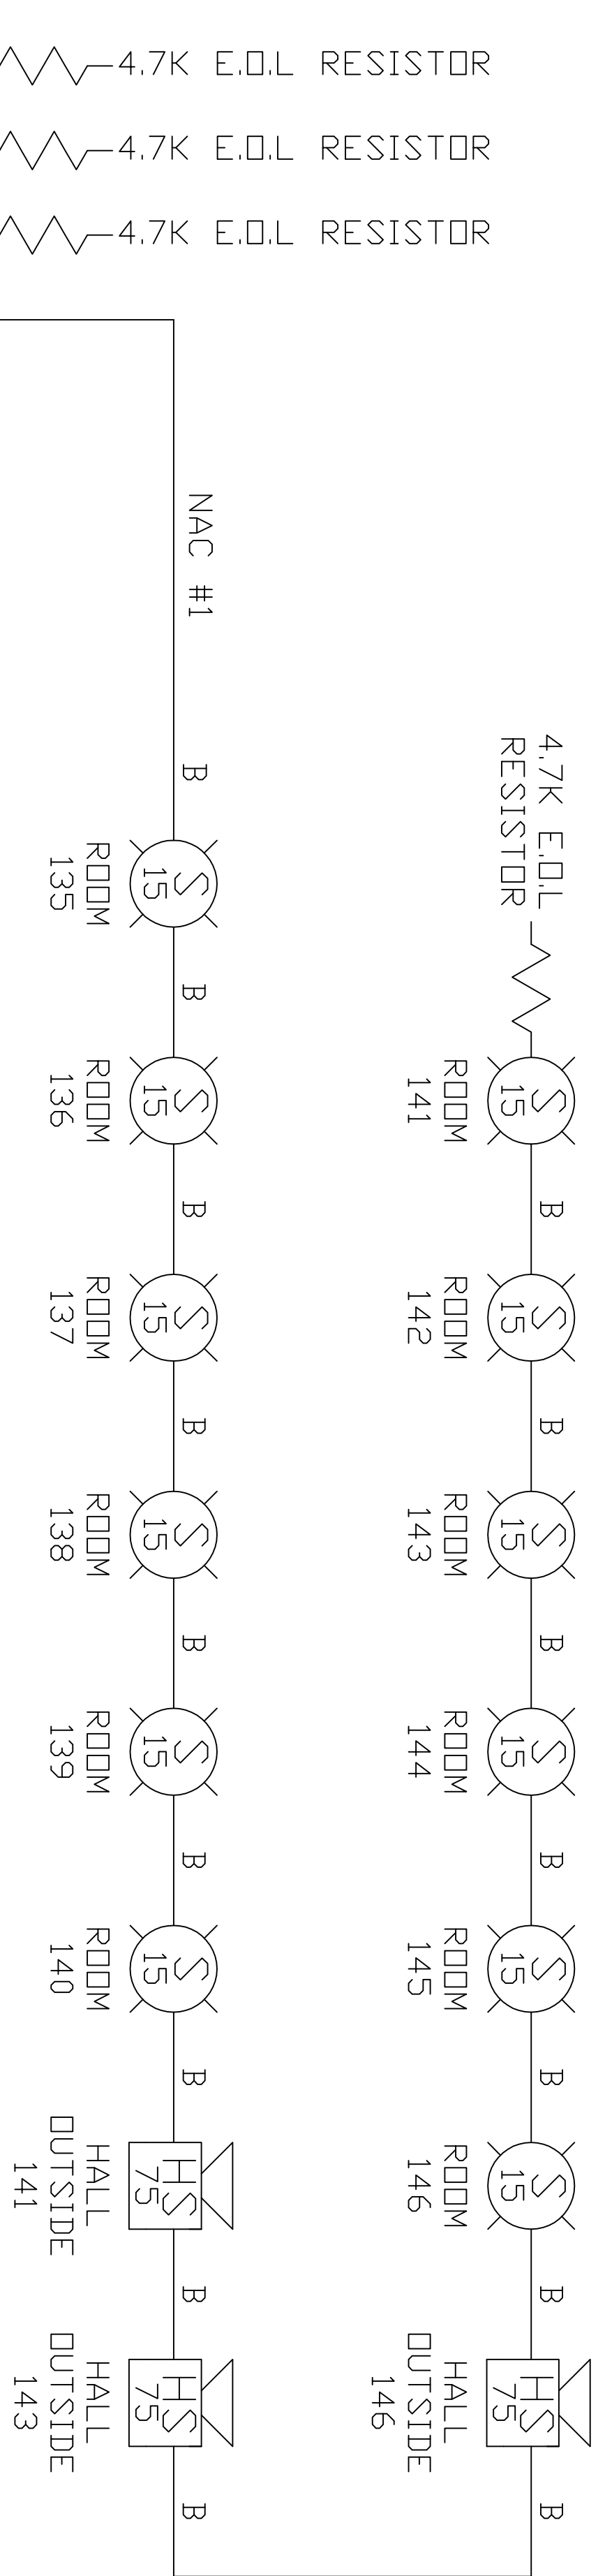 4.7K E.O.L RESISTOR
4.7K E.O.L RESISTOR
4.7K E.O.L RESISTOR
4.7K E.O.L
RESISTOR
S
15
ROOM
141
B
S
15
ROOM
142
B
S
15
ROOM
143
B
S
15
ROOM
144
B
S
15
ROOM
145
B
S
15
ROOM
146
B
HS
75
HALL
OUTSIDE
146
B
NAC #1
B
S
15
ROOM
135
B
S
15
ROOM
136
B
S
15
ROOM
137
B
S
15
ROOM
138
B
S
15
ROOM
139
B
S
15
ROOM
140
B
HS
75
HALL
OUTSIDE
141
B
HS
75
HALL
OUTSIDE
143
B